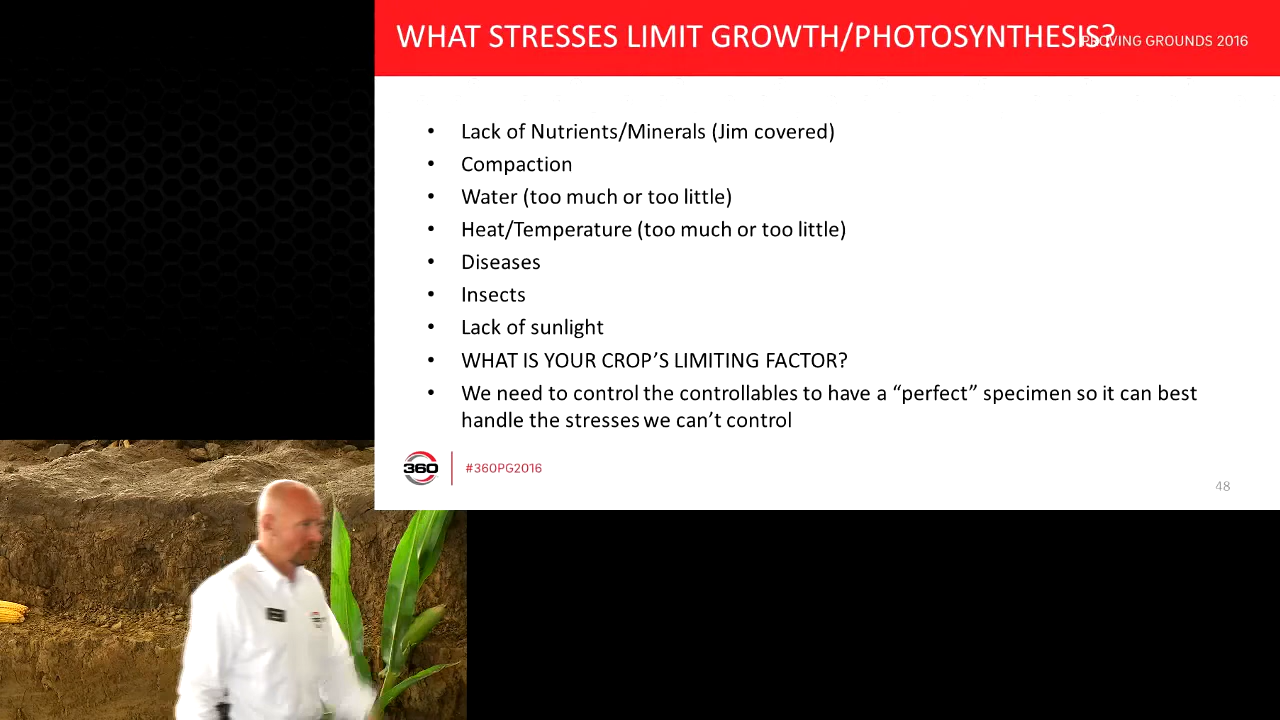 WHAT STRESSES LIMIT GROWTH/PHOTOSYNTHESIS?
PROVING GROUNDS 2016
• Lack of Nutrients/Minerals (Jim covered)
• Compaction
• Water (too much or too little)
• Heat/Temperature (too much or too little)
• Diseases
• Insects
• Lack of sunlight
• WHAT IS YOUR CROP’S LIMITING FACTOR?
• We need to control the controllables to have a “perfect” specimen so it can best
handle the stresses we can’t control
360
#360PG2016
48